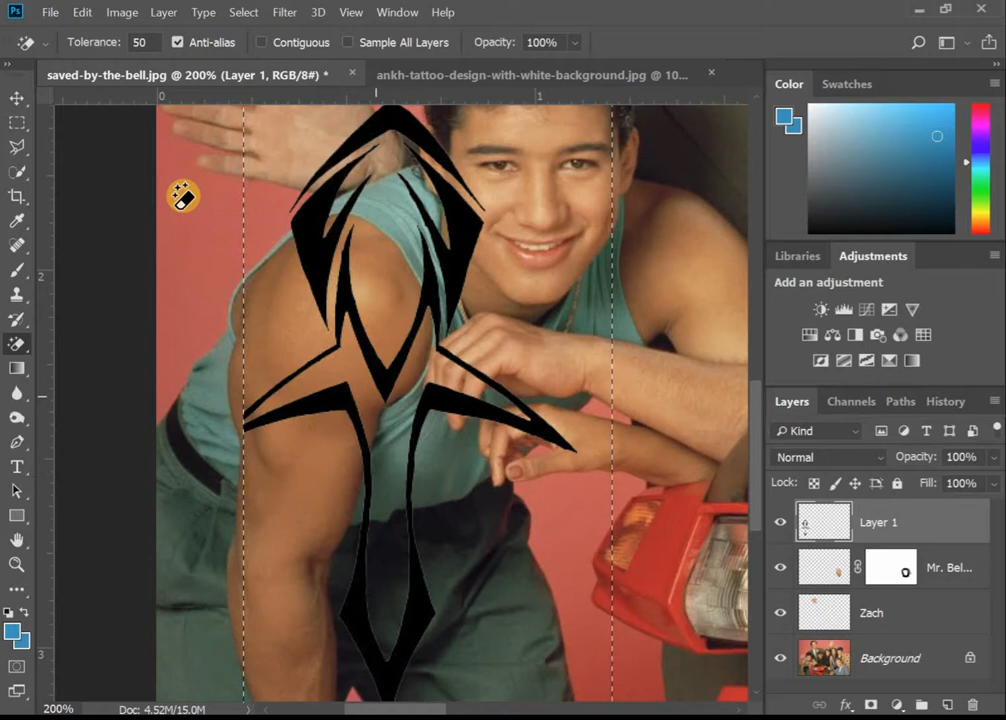 Ps File Edit Image Layer Type Select Filter 3D View Window Help
Tolerance: 50 Anti-alias Contiguous Sample All Layers Opacity: 100%
saved-by-the-bell.jpg @ 200% (Layer 1, RGB/8#) * ankh-tattoo-design-with-white-background.jpg @ 10...
0 1
2
3
Color Swatches
Libraries Adjustments
Add an adjustment
Layers Channels Paths History
Kind
Normal Opacity: 100%
Lock: Fill: 100%
Layer 1
Mr. Bel...
Zach
Background
fx
200% Doc: 4.52M/15.0M